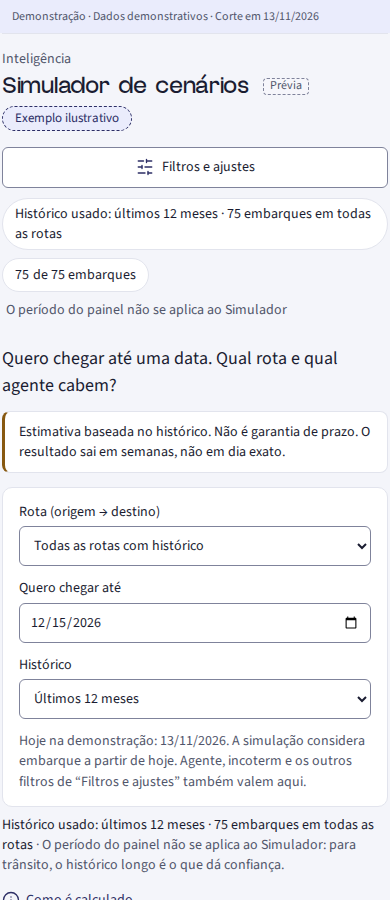 Demonstração · Dados demonstrativos · Corte em 13/11/2026
Inteligência
Simulador de cenários
Prévia
Exemplo ilustrativo
Filtros e ajustes
Histórico usado: últimos 12 meses · 75 embarques em todas
as rotas
75 de 75 embarques
O período do painel não se aplica ao Simulador
Quero chegar até uma data. Qual rota e qual
agente cabem?
Estimativa baseada no histórico. Não é garantia de prazo. O
resultado sai em semanas, não em dia exato.
Rota (origem → destino)
Todas as rotas com histórico
Quero chegar até
12/15/2026
Histórico
Últimos 12 meses
Hoje na demonstração: 13/11/2026. A simulação considera
embarque a partir de hoje. Agente, incoterm e os outros
filtros de “Filtros e ajustes” também valem aqui.
Histórico usado: últimos 12 meses · 75 embarques em todas as
rotas · O período do painel não se aplica ao Simulador: para
trânsito, o histórico longo é o que dá confiança.
Como é calculado